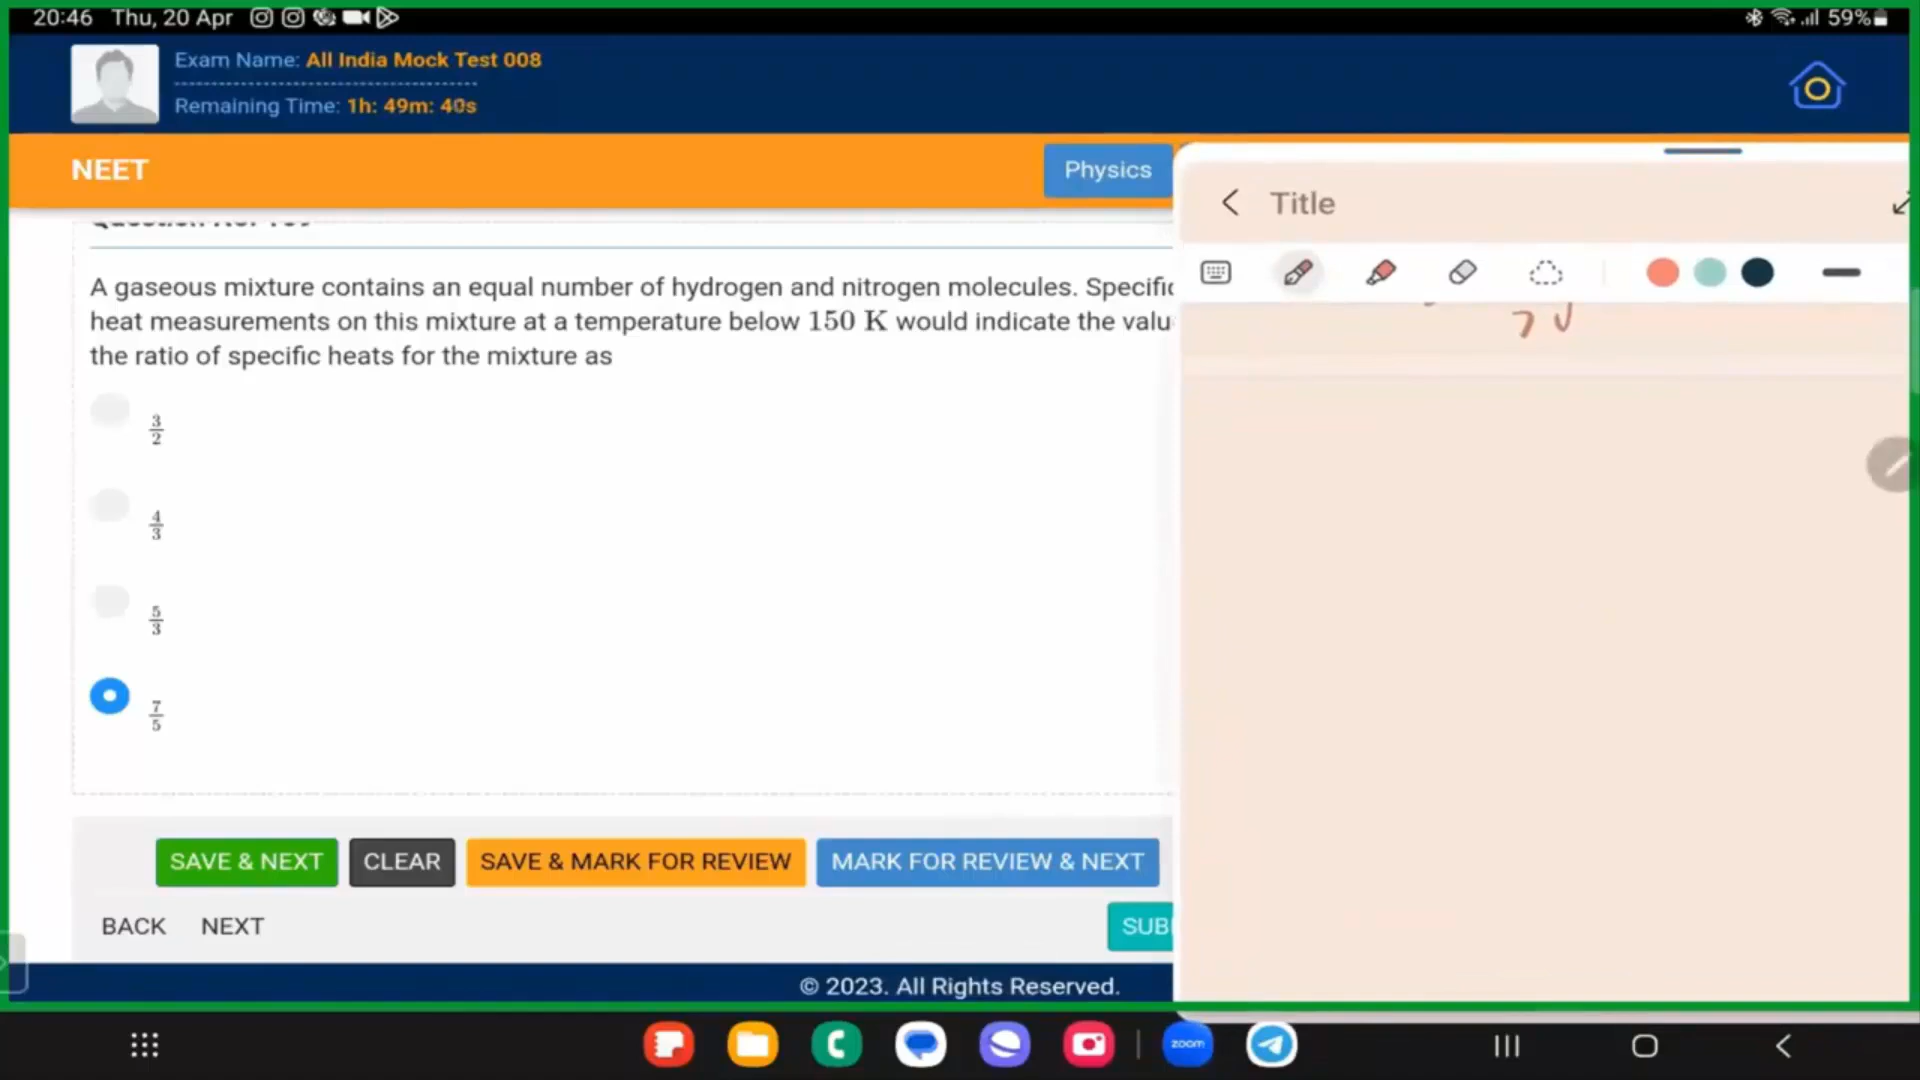 20:46 Thu, 20 Apr
59%
Exam Name: All India Mock Test 008
Remaining Time: 1h: 49m: 40s
NEET
Physics
Title
A gaseous mixture contains an equal number of hydrogen and nitrogen molecules. Specific
heat measurements on this mixture at a temperature below 150 K would indicate the valu
the ratio of specific heats for the mixture as
3/2
4/3
5/3
7/5
SAVE & NEXT CLEAR SAVE & MARK FOR REVIEW MARK FOR REVIEW & NEXT
BACK NEXT SUB
© 2023. All Rights Reserved.
zoom